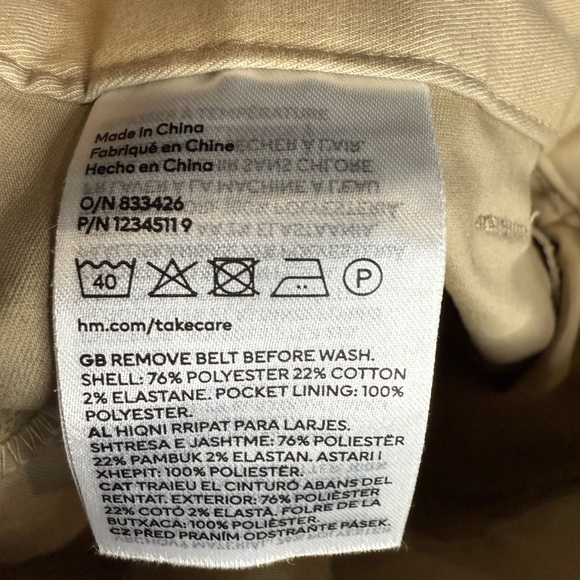 Made in China
Fabriqué en Chine
Hecho en China
O/N 833426
P/N 1234511 9
40 P
hm.com/takecare
GB REMOVE BELT BEFORE WASH.
SHELL: 76% POLYESTER 22% COTTON
2% ELASTANE. POCKET LINING: 100%
POLYESTER.
AL HIQNI RRIPAT PARA LARJES.
SHTRESA E JASHTME: 76% POLIESTËR
22% PAMBUK 2% ELASTAN. ASTARI I
XHEPIT: 100% POLIESTËR.
CAT TRAIEU EL CINTURÓ ABANS DEL
RENTAT. EXTERIOR: 76% POLIÈSTER
22% COTÓ 2% ELASTÀ. FOLRE DE LA
BUTXACA: 100% POLIÈSTER.
CZ PŘED PRANÍM ODSTRAŇTE PÁSEK.